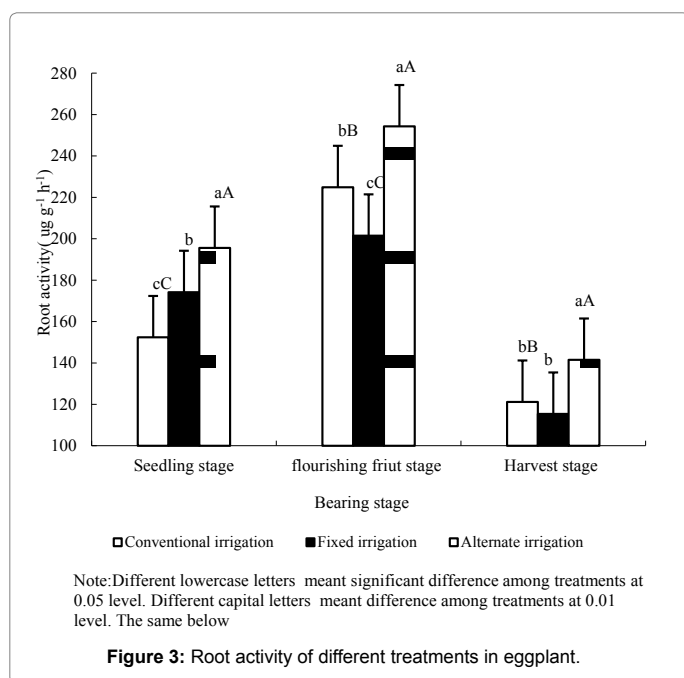 280
260
240
220
200
180
160
140
120
100
Root activity( ug g-1 h-1)
cC
b
aA
bB
cC
aA
bB
b
aA
Seedling stage
flourishing friut stage
Harvest stage
Bearing stage
Conventional irrigation
Fixed irrigation
Alternate irrigation
Note:Different lowercase letters meant significant difference among treatments at
0.05 level. Different capital letters meant difference among treatments at 0.01
level. The same below
Figure 3: Root activity of different treatments in eggplant.